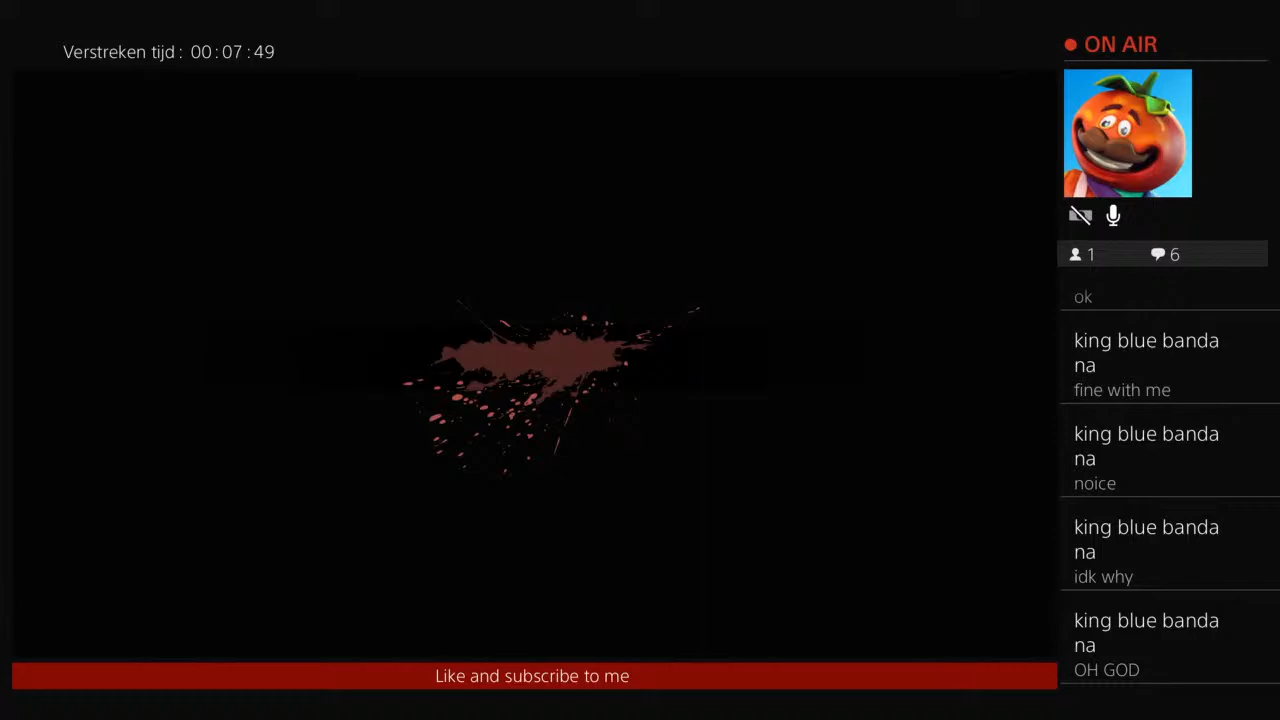 Verstreken tijd: 00:07:49
ON AIR
1 6
ok
king blue banda
na
fine with me
king blue banda
na
noice
king blue banda
na
idk why
king blue banda
na
OH GOD
Like and subscribe to me